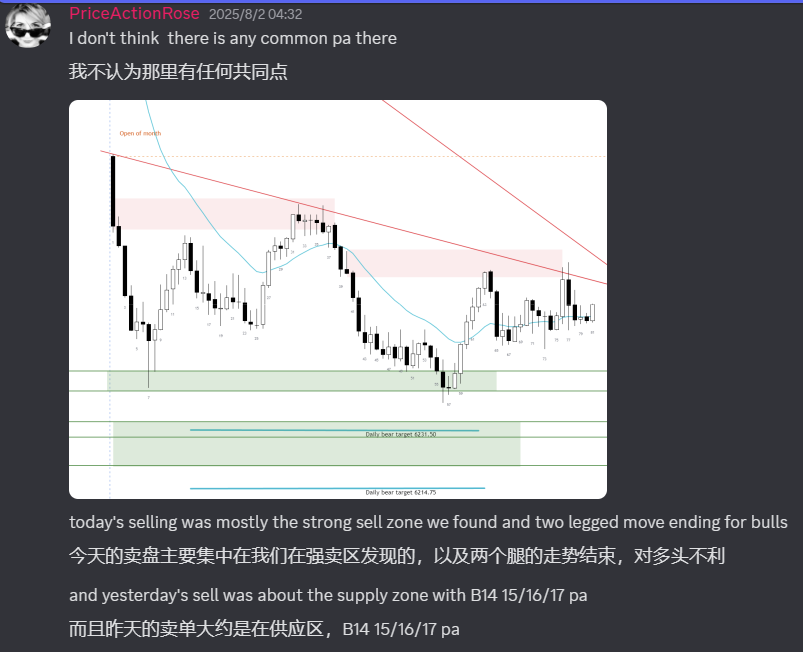 PriceActionRose 2025/8/2 04:32
I don't think there is any common pa there
我不认为那里有任何共同点
Open of month
Daily bear target 6231.50
Daily bear target 6214.75
today's selling was mostly the strong sell zone we found and two legged move ending for bulls
今天的卖盘主要集中在我们在强卖区发现的，以及两个腿的走势结束，对多头不利
and yesterday's sell was about the supply zone with B14 15/16/17 pa
而且昨天的卖单大约是在供应区，B14 15/16/17 pa